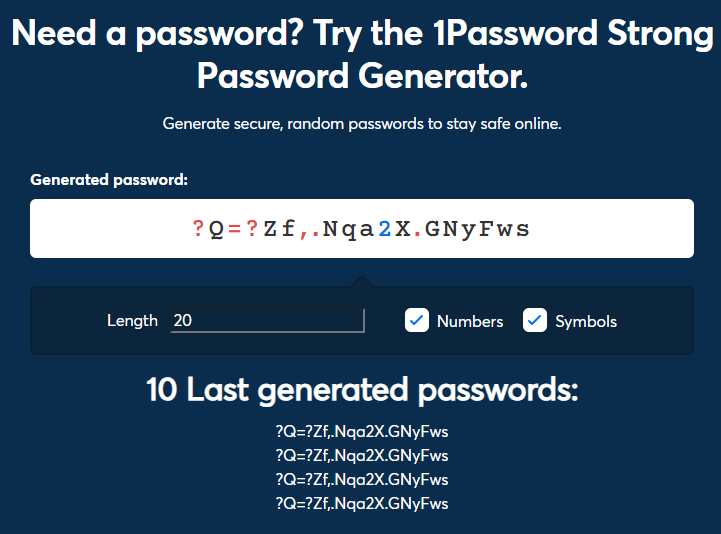 Need a password? Try the 1Password Strong
Password Generator.
Generate secure, random passwords to stay safe online.
Generated password:
?Q=?Zf,.Nqa2X.GNyFws
Length 20 Numbers Symbols
10 Last generated passwords:
?Q=?Zf,.Nqa2X.GNyFws
?Q=?Zf,.Nqa2X.GNyFws
?Q=?Zf,.Nqa2X.GNyFws
?Q=?Zf,.Nqa2X.GNyFws